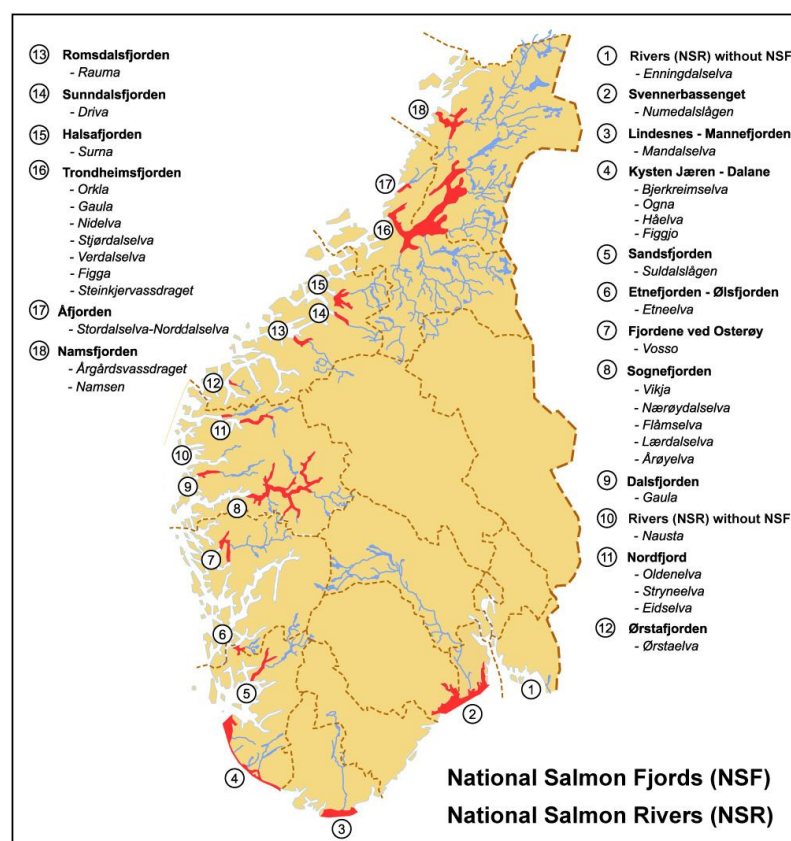 13 Romsdalsfjorden
- Rauma
14 Sunndalsfjorden
- Driva
15 Halsafjorden
- Surna
16 Trondheimsfjorden
- Orkla
- Gaula
- Nidelva
- Stjørdalselva
- Verdalselva
- Figga
- Steinkjervassdraget
17 Åfjorden
- Stordalselva-Norddalselva
18 Namsfjorden
- Årgårdsvassdraget
- Namsen
1 Rivers (NSR) without NSF
- Enningdalselva
2 Svennerbassenget
- Numedalslågen
3 Lindesnes - Mannefjorden
- Mandalselva
4 Kysten Jæren - Dalane
- Bjerkreimselva
- Ogna
- Håelva
- Figgjo
5 Sandsfjorden
- Suldalslågen
6 Etnefjorden - Ølsfjorden
- Etneelva
7 Fjordene ved Osterøy
- Vosso
8 Sognefjorden
- Vikja
- Nærøydalselva
- Flåmselva
- Lærdalselva
- Årøyelva
9 Dalsfjorden
- Gaula
10 Rivers (NSR) without NSF
- Nausta
11 Nordfjord
- Oldenelva
- Stryneelva
- Eidselva
12 Ørstafjorden
- Ørstaelva
18
17
16
15
14
13
12
11
10
9
8
7
6
5
1
2
4
3
National Salmon Fjords (NSF)
National Salmon Rivers (NSR)